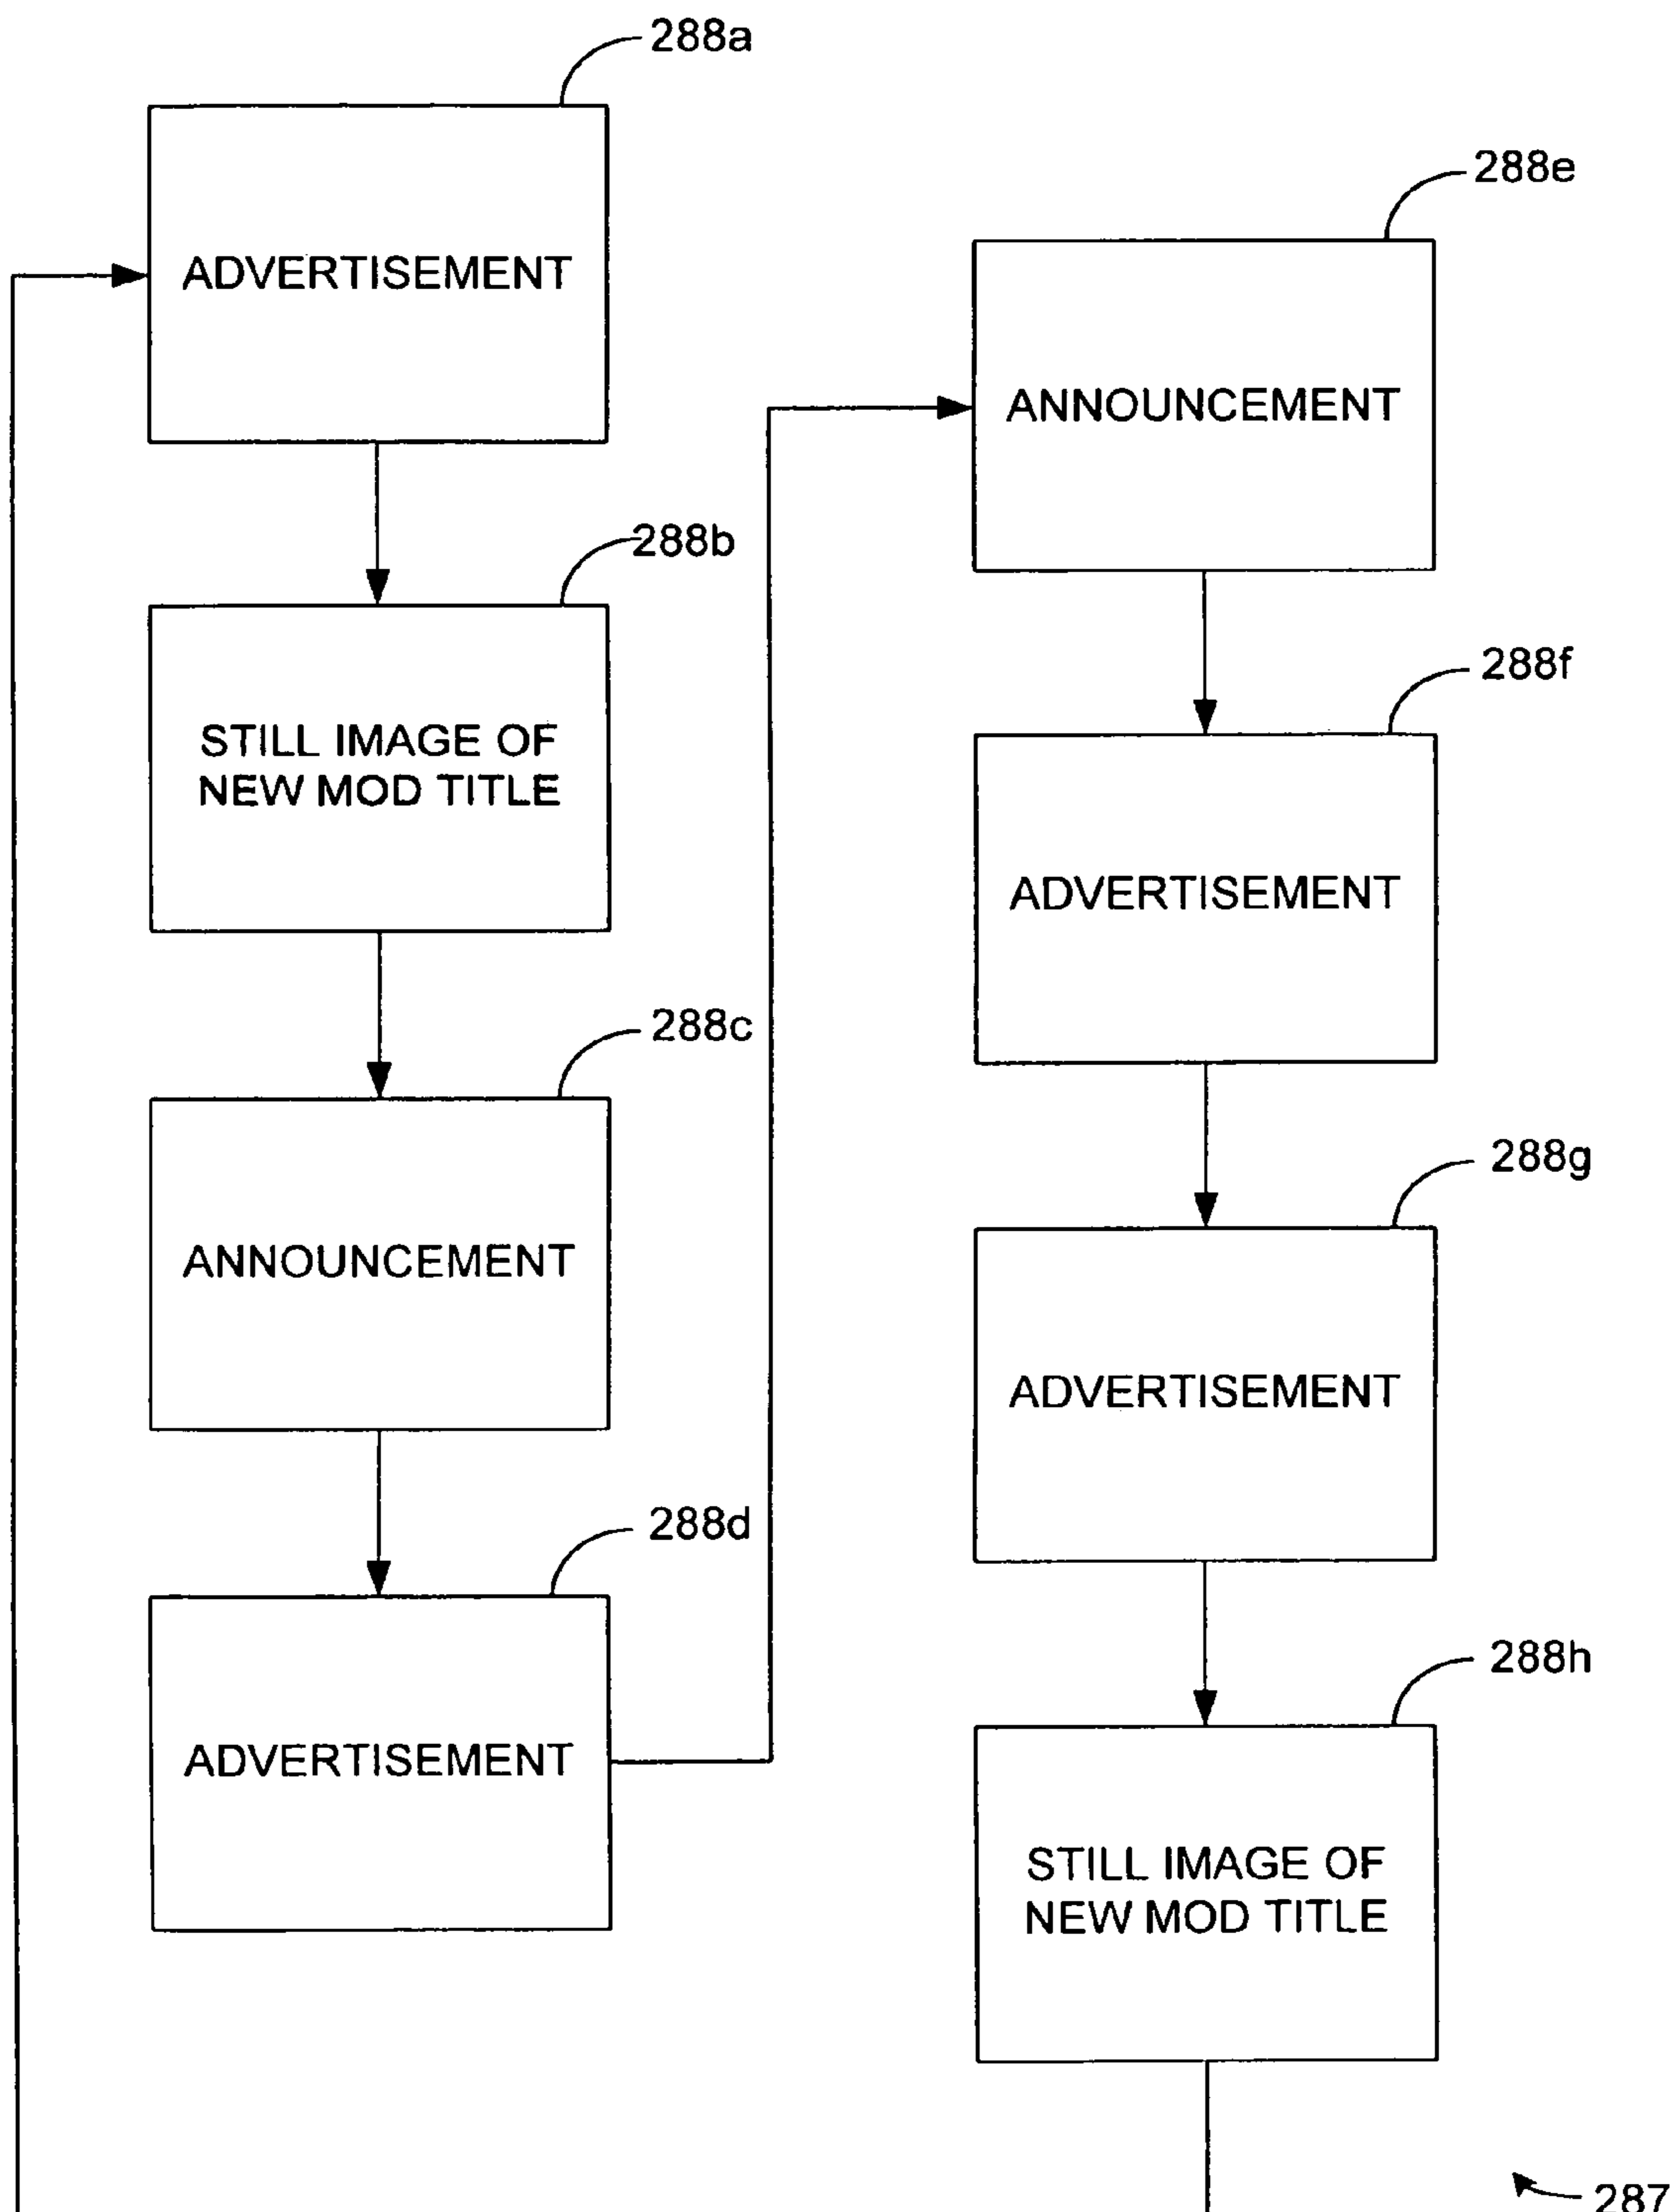 288a
ADVERTISEMENT
288b
STILL IMAGE OF
NEW MOD TITLE
288c
ANNOUNCEMENT
288d
ADVERTISEMENT
288e
ANNOUNCEMENT
288f
ADVERTISEMENT
288g
ADVERTISEMENT
288h
STILL IMAGE OF
NEW MOD TITLE
287